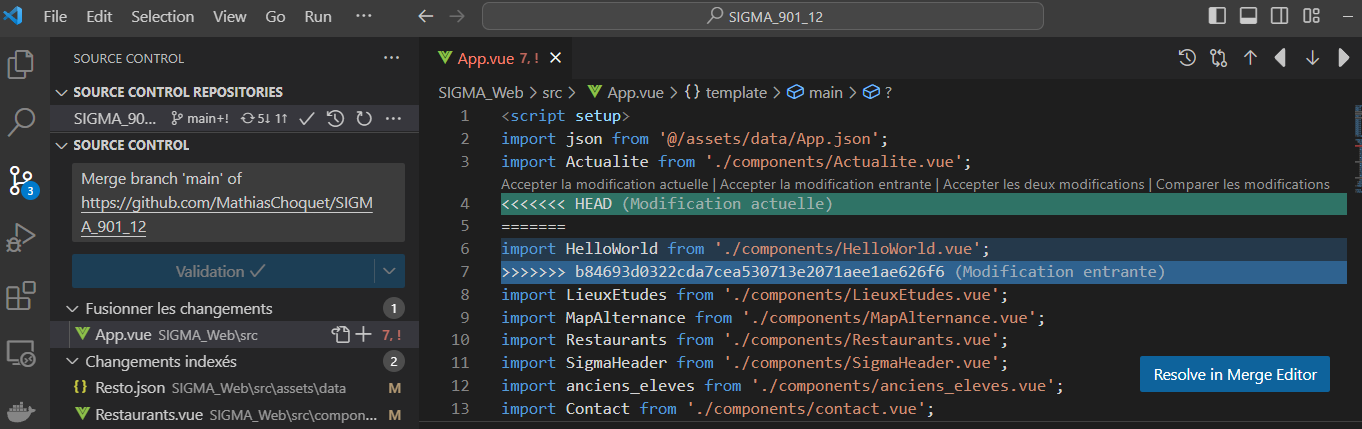 File Edit Selection View Go Run ···
SIGMA_901_12
SOURCE CONTROL ···
SOURCE CONTROL REPOSITORIES
SIGMA_90... main+! 5↓ 1↑ ···
SOURCE CONTROL
Merge branch 'main' of
https://github.com/MathiasChoquet/SIGM
A_901_12
Validation ✓
Fusionner les changements 1
App.vue SIGMA_Web\src 7, !
Changements indexés 2
Resto.json SIGMA_Web\src\assets\data M
Restaurants.vue SIGMA_Web\src\compon... M
3
App.vue 7, !
SIGMA_Web > src > App.vue > {} template > main > ?
1 <script setup>
2 import json from '@/assets/data/App.json';
3 import Actualite from './components/Actualite.vue';
Accepter la modification actuelle | Accepter la modification entrante | Accepter les deux modifications | Comparer les modifications
4 <<<<<<< HEAD (Modification actuelle)
5 =======
6 import HelloWorld from './components/HelloWorld.vue';
7 >>>>>>> b84693d0322cda7cea530713e2071aee1ae626f6 (Modification entrante)
8 import LieuxEtudes from './components/LieuxEtudes.vue';
9 import MapAlternance from './components/MapAlternance.vue';
10 import Restaurants from './components/Restaurants.vue';
11 import SigmaHeader from './components/SigmaHeader.vue';
12 import anciens_eleves from './components/anciens_eleves.vue';
13 import Contact from './components/contact.vue';
Resolve in Merge Editor